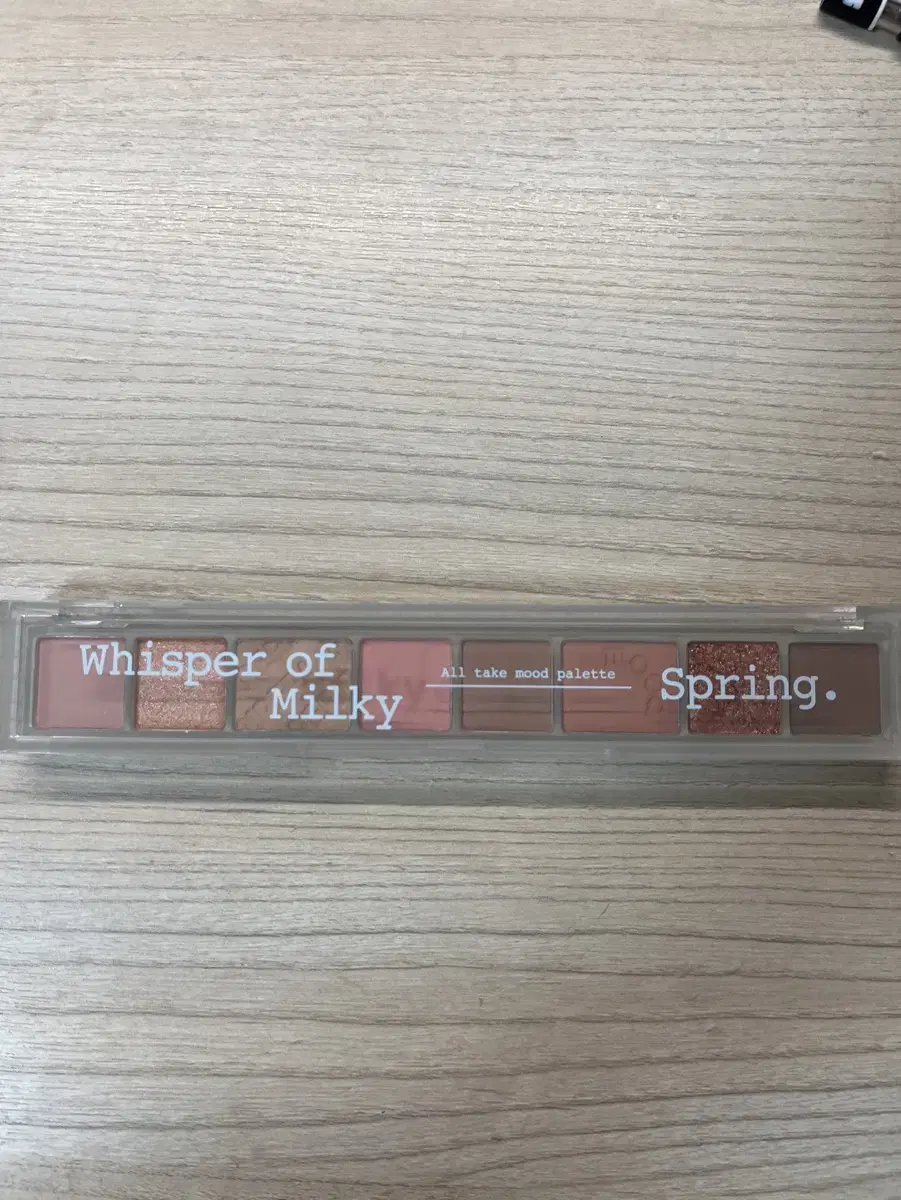 Whisper of
Milky
All take mood palette
Spring.